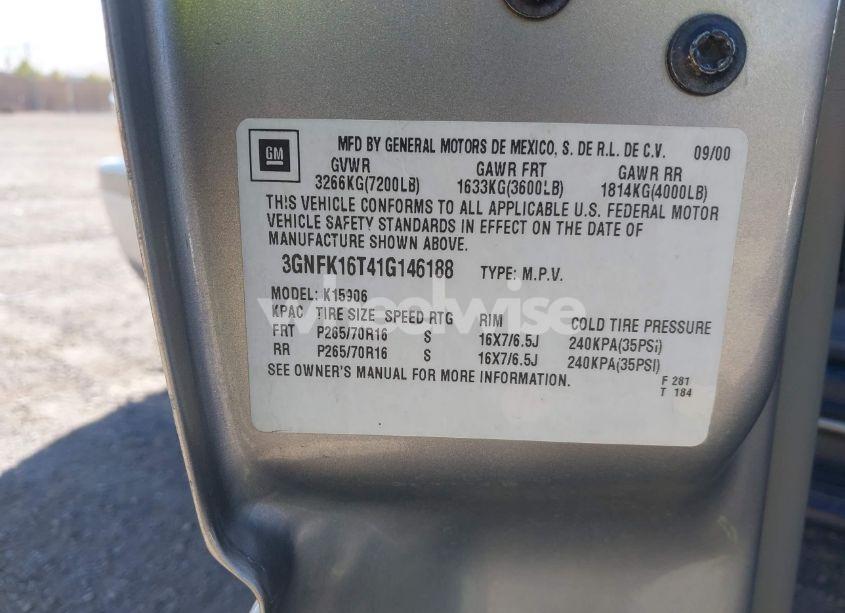 GM
MFD BY GENERAL MOTORS DE MEXICO, S. DE R.L. DE C.V. 09/00
GVWR GAWR FRT GAWR RR
3266KG(7200LB) 1633KG(3600LB) 1814KG(4000LB)
THIS VEHICLE CONFORMS TO ALL APPLICABLE U.S. FEDERAL MOTOR
VEHICLE SAFETY STANDARDS IN EFFECT ON THE DATE OF
MANUFACTURE SHOWN ABOVE.
3GNFK16T41G146188 TYPE: M.P.V.
MODEL: K15906
wheelwise
KPAC TIRE SIZE SPEED RTG RIM COLD TIRE PRESSURE
FRT P265/70R16 S 16X7/6.5J 240KPA(35PSI)
RR P265/70R16 S 16X7/6.5J 240KPA(35PSI)
SEE OWNER'S MANUAL FOR MORE INFORMATION.
F 281
T 184